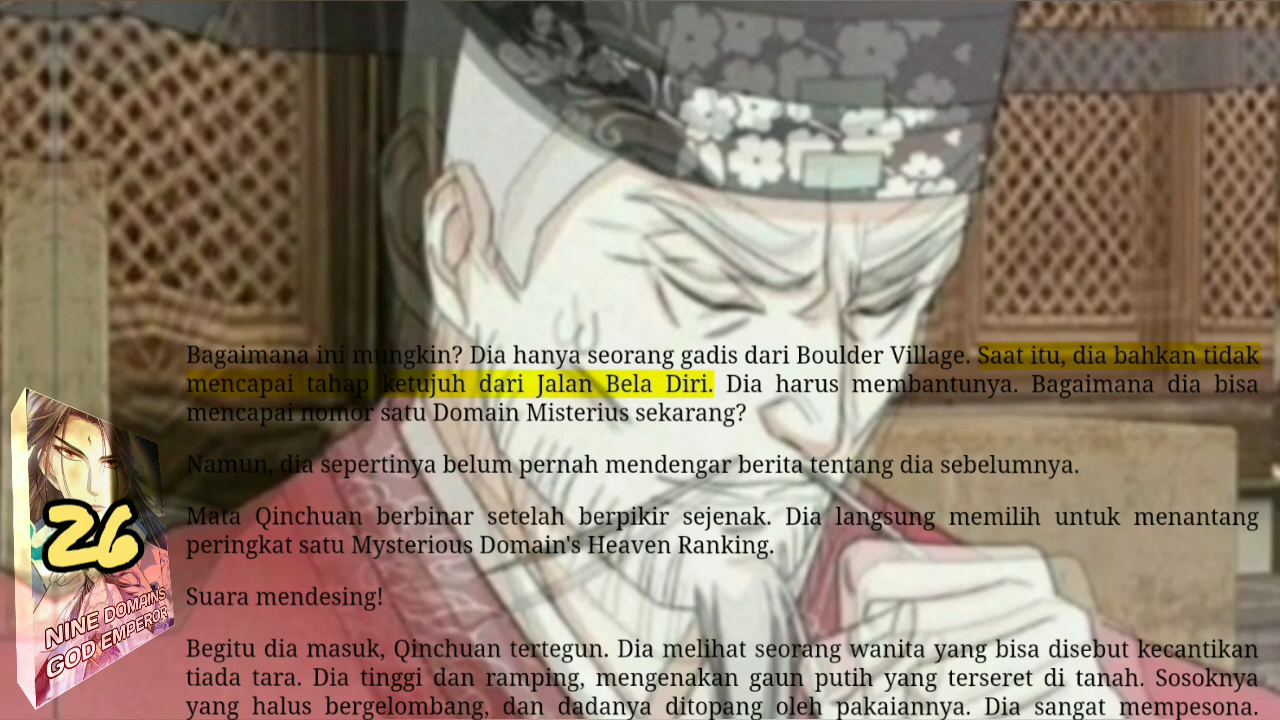 Bagaimana ini mungkin? Dia hanya seorang gadis dari Boulder Village. Saat itu, dia bahkan tidak
mencapai tahap ketujuh dari Jalan Bela Diri. Dia harus membantunya. Bagaimana dia bisa
mencapai nomor satu Domain Misterius sekarang?
Namun, dia sepertinya belum pernah mendengar berita tentang dia sebelumnya.
Mata Qinchuan berbinar setelah berpikir sejenak. Dia langsung memilih untuk menantang
peringkat satu Mysterious Domain's Heaven Ranking.
Suara mendesing!
Begitu dia masuk, Qinchuan tertegun. Dia melihat seorang wanita yang bisa disebut kecantikan
tiada tara. Dia tinggi dan ramping, mengenakan gaun putih yang terseret di tanah. Sosoknya
yang halus bergelombang, dan dadanya ditopang oleh pakaiannya. Dia sangat mempesona.
26
NINE DOMAINS
GOD EMPEROR